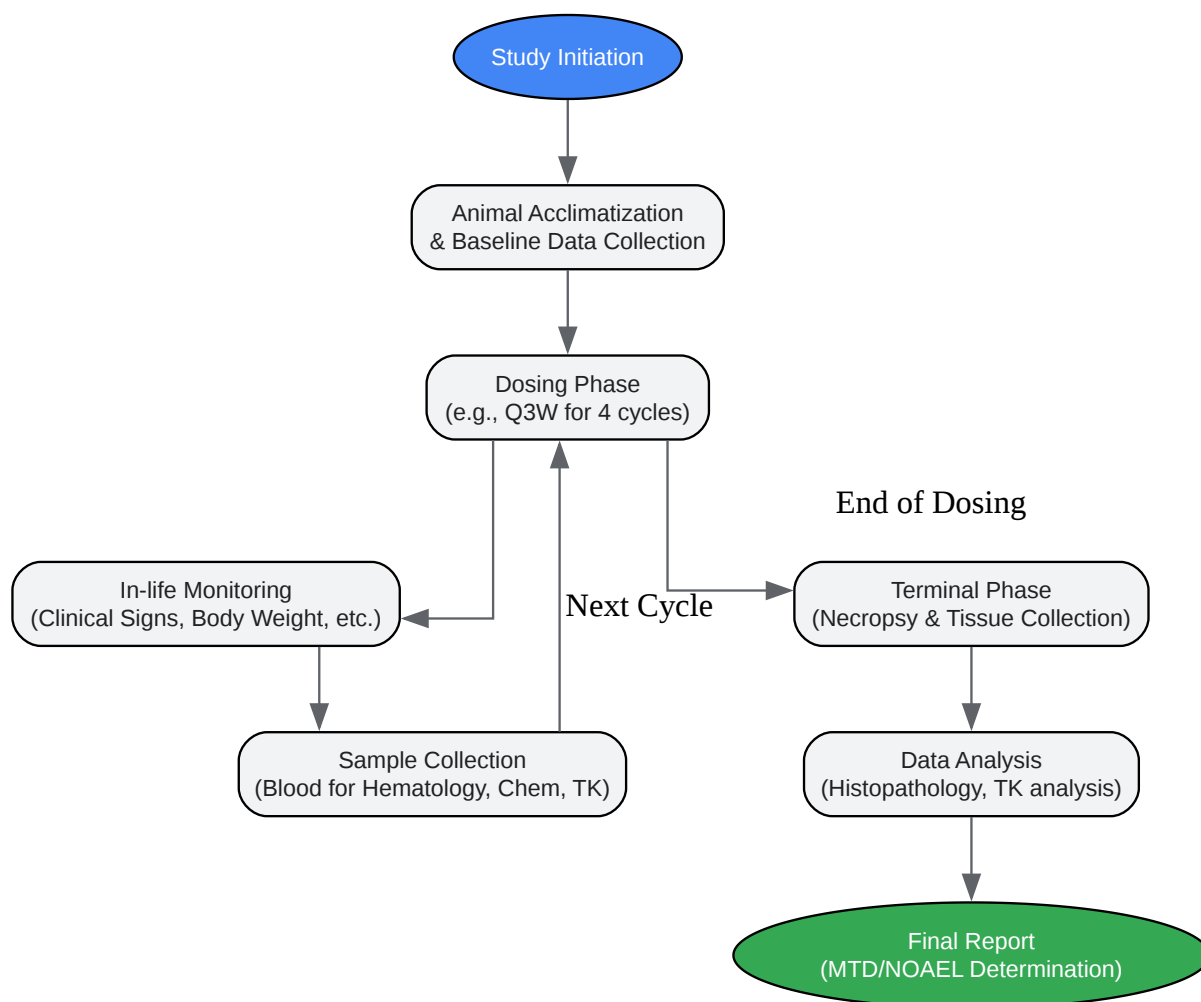 Study Initiation
Animal Acclimatization
& Baseline Data Collection
Dosing Phase
(e.g., Q3W for 4 cycles)
End of Dosing
In-life Monitoring
(Clinical Signs, Body Weight, etc.)
Next Cycle
Terminal Phase
(Necropsy & Tissue Collection)
Sample Collection
(Blood for Hematology, Chem, TK)
Data Analysis
(Histopathology, TK analysis)
Final Report
(MTD/NOAEL Determination)